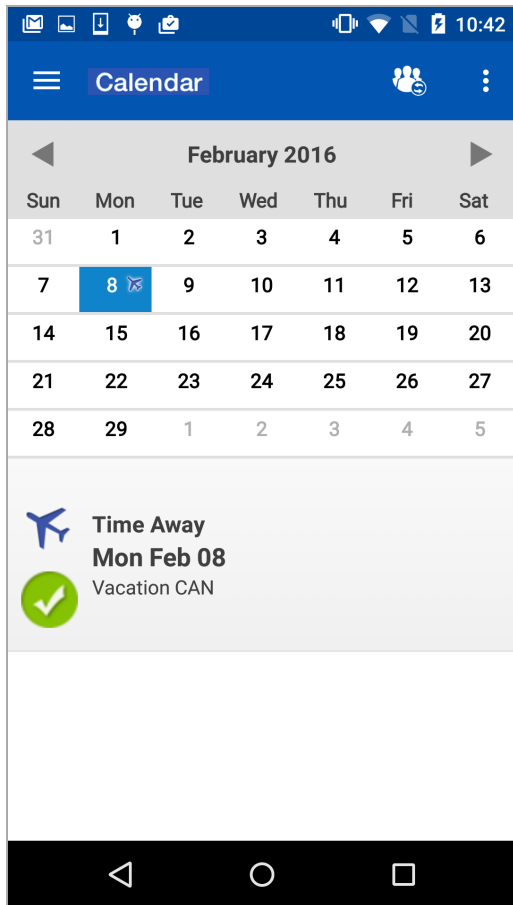 10:42
Calendar
February 2016
Sun Mon Tue Wed Thu Fri Sat
31 1 2 3 4 5 6
7 8 9 10 11 12 13
14 15 16 17 18 19 20
21 22 23 24 25 26 27
28 29 1 2 3 4 5
Time Away
Mon Feb 08
Vacation CAN